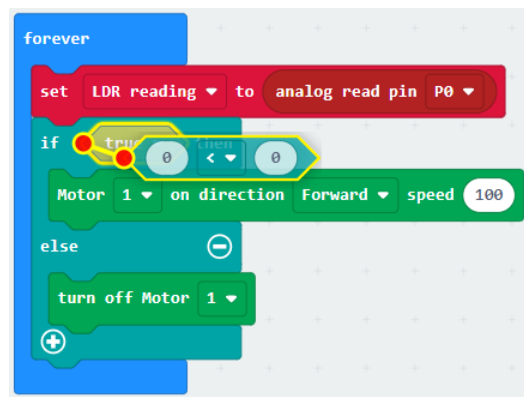 forever
set LDR reading to analog read pin P0
if true then
0 < 0
Motor 1 on direction Forward speed 100
else
turn off Motor 1